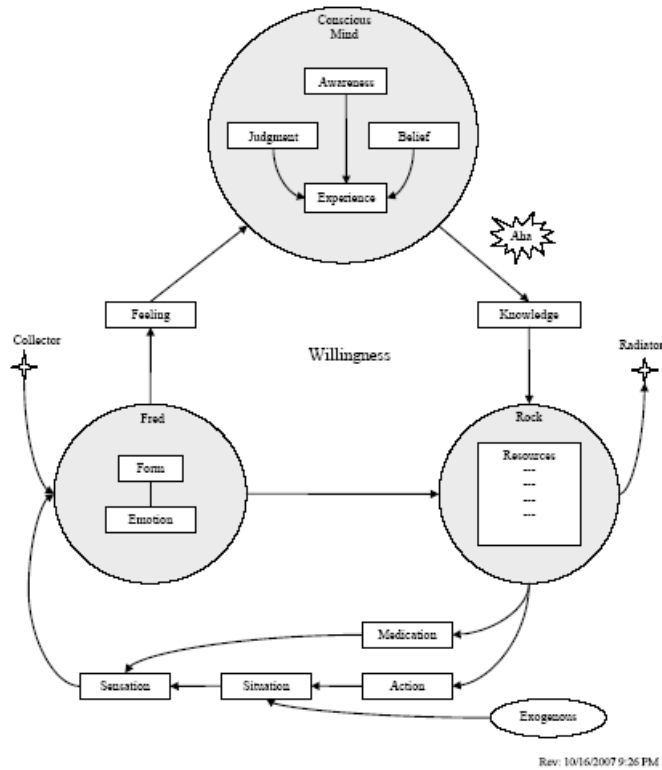 Conscious
Mind
Awareness
Judgment
Belief
Experience
Aha
Feeling
Knowledge
Collector
Willingness
Radiator
Fred
Rock
Form
Resources
---
---
---
---
Emotion
Medication
Sensation
Situation
Action
Exogenous
Rev: 10/16/2007 9:26 PM